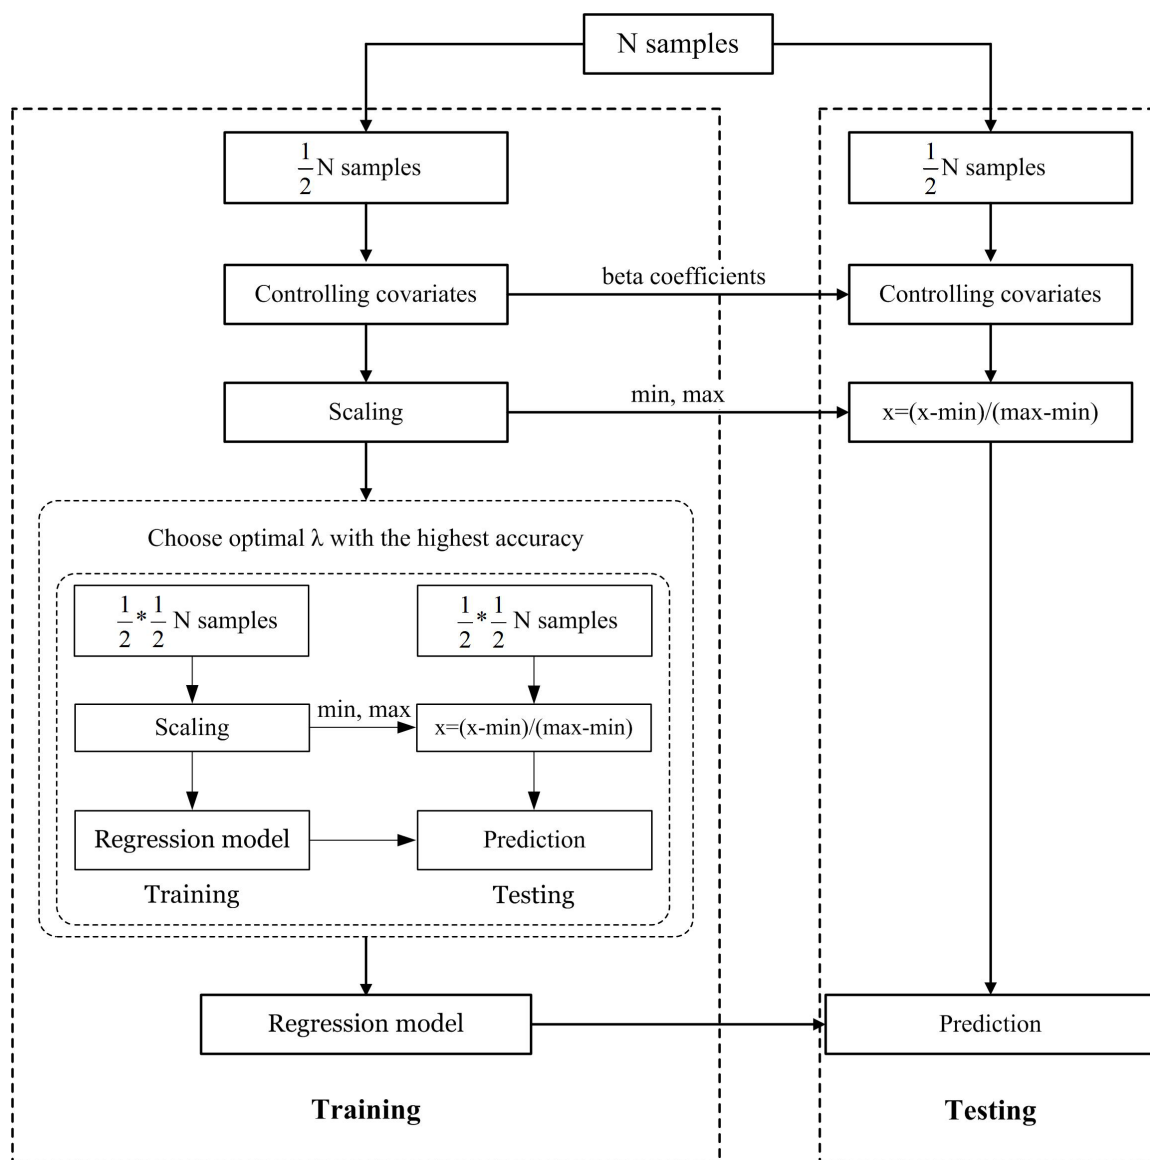 N samples
1/2 N samples
1/2 N samples
Controlling covariates
beta coefficients
Controlling covariates
Scaling
min, max
x=(x-min)/(max-min)
Choose optimal λ with the highest accuracy
1/2 * 1/2 N samples
1/2 * 1/2 N samples
Scaling
min, max
x=(x-min)/(max-min)
Regression model
Prediction
Training
Testing
Regression model
Prediction
Training
Testing